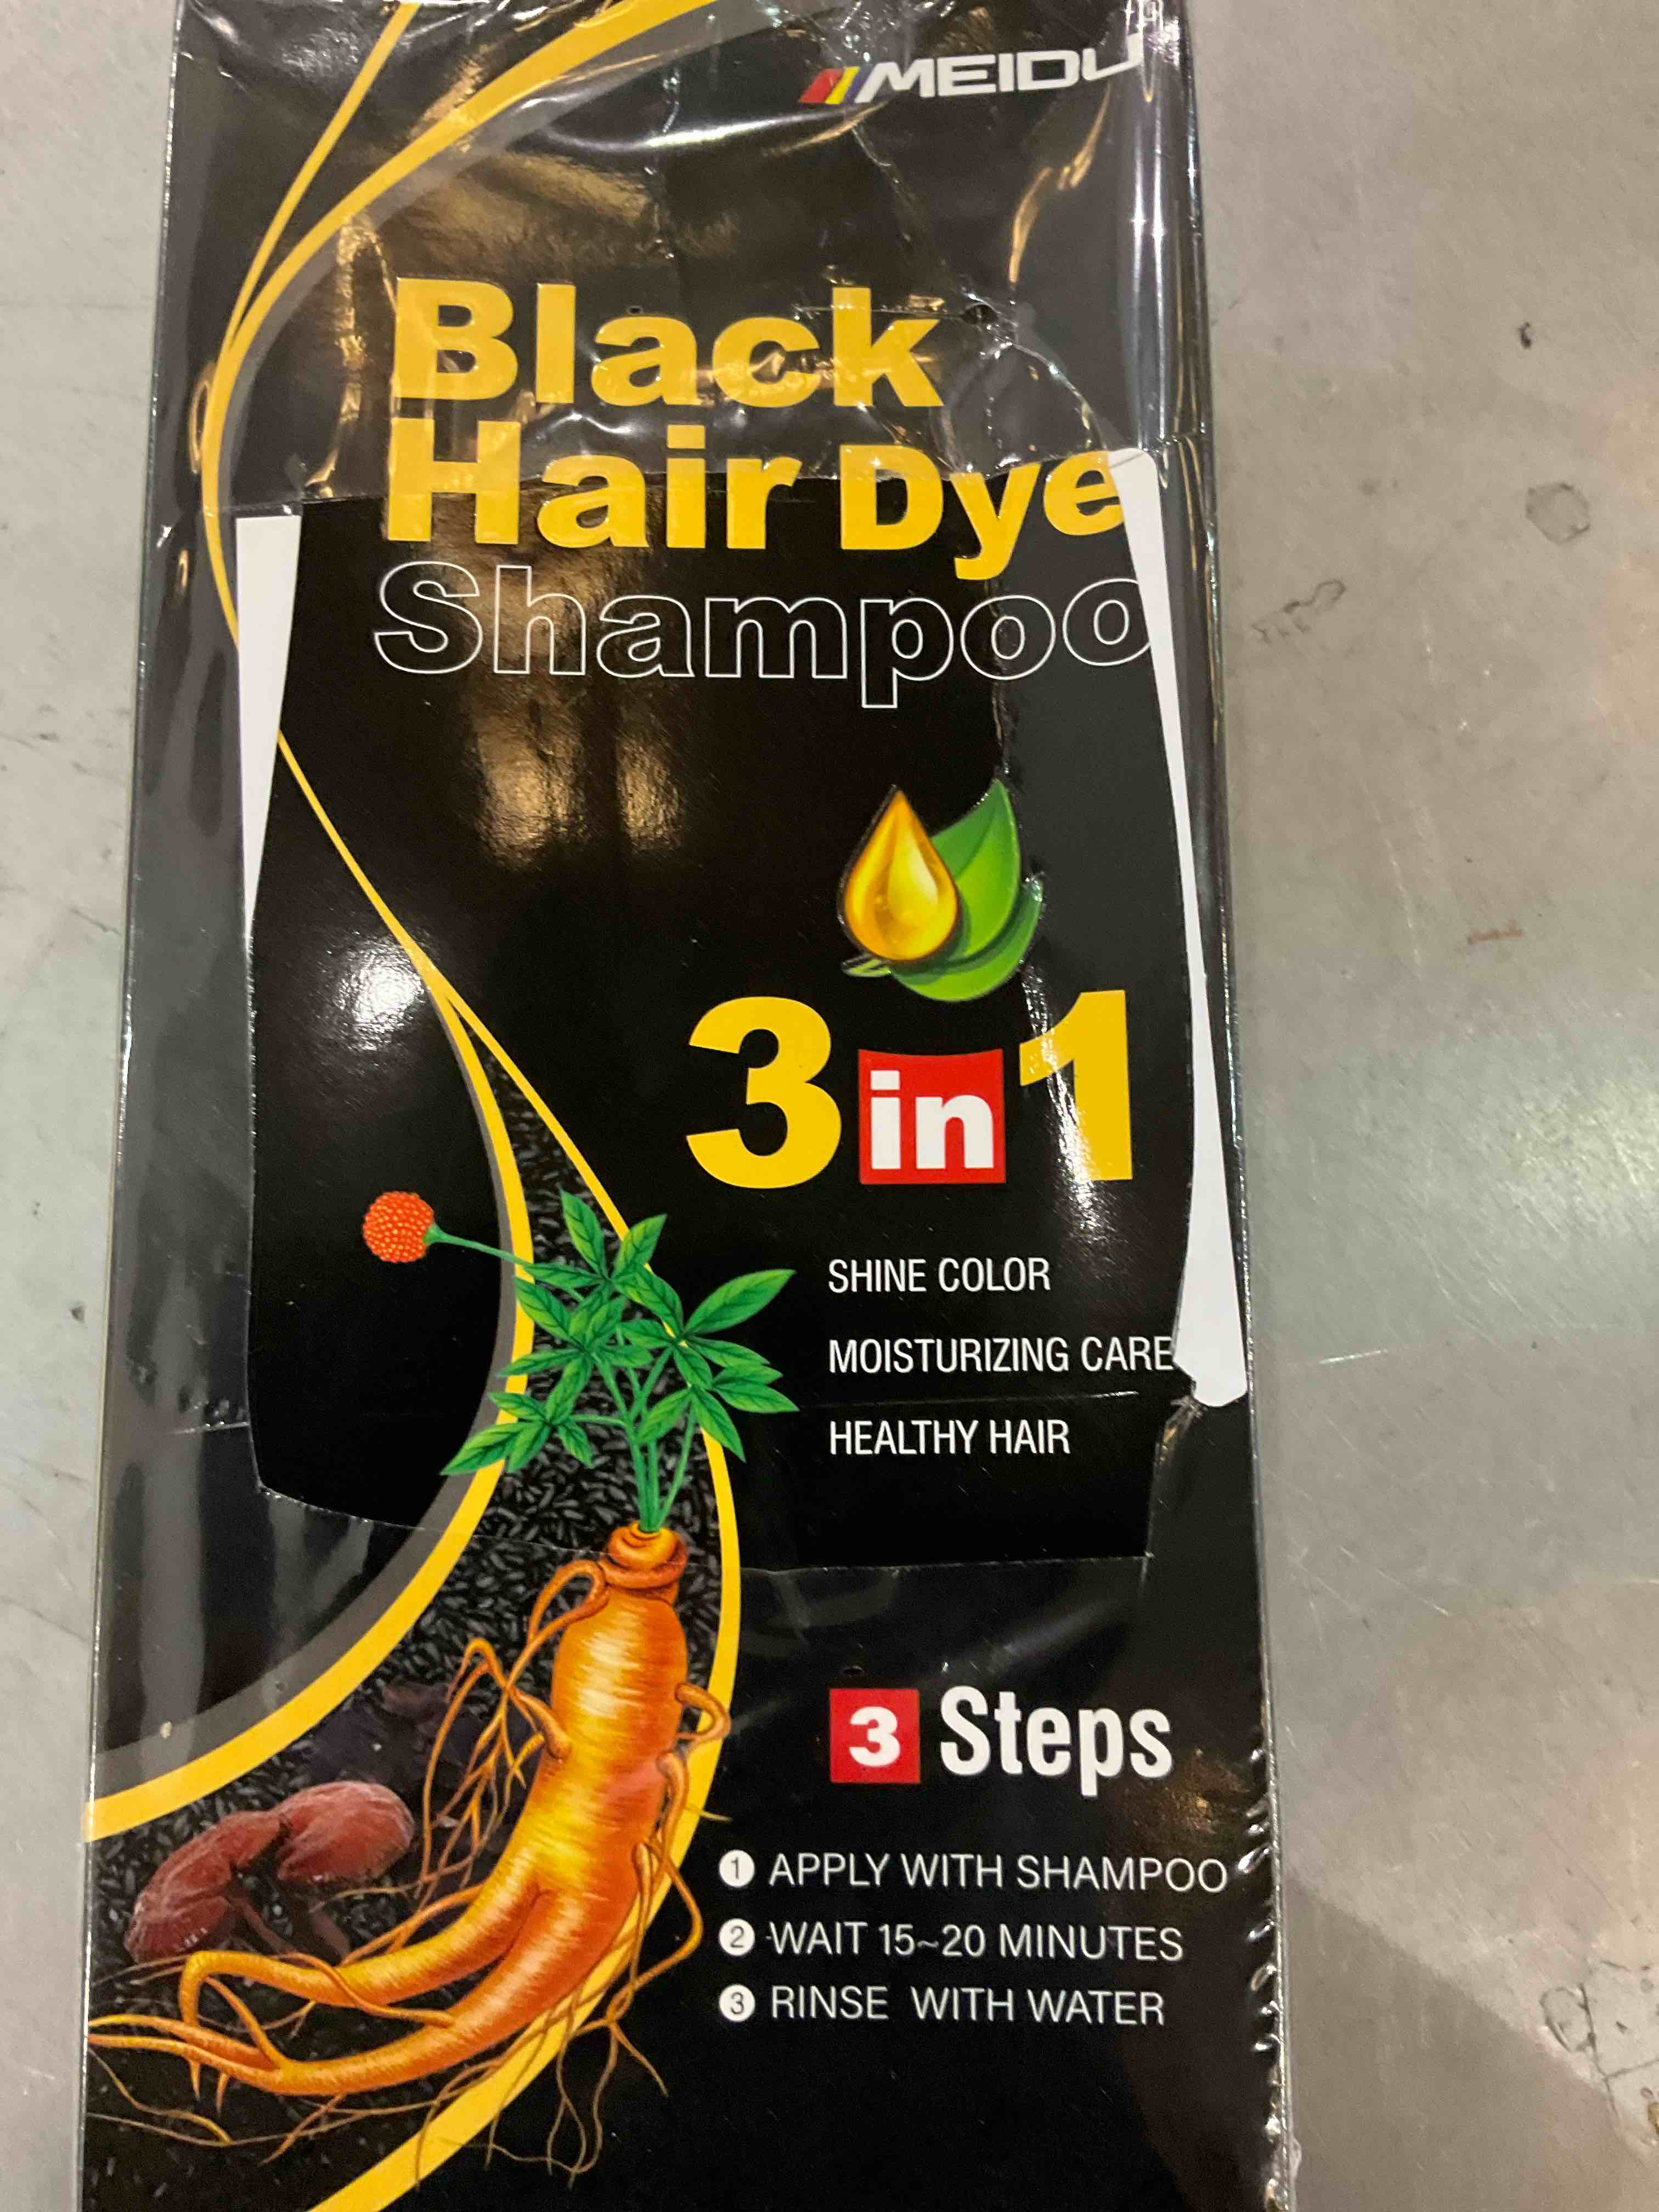 MEIDU
Black
Hair Dye
Shampoo
3 in 1
SHINE COLOR
MOISTURIZING CARE
HEALTHY HAIR
3 Steps
1 APPLY WITH SHAMPOO
2 WAIT 15~20 MINUTES
3 RINSE WITH WATER